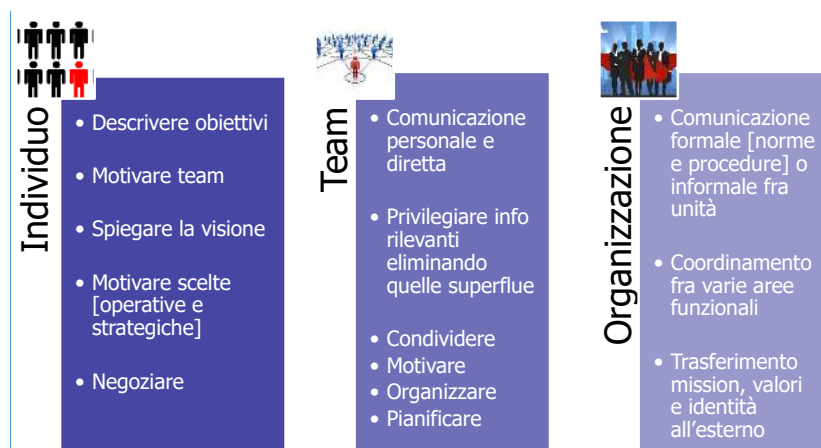 Individuo
• Descrivere obiettivi
• Motivare team
• Spiegare la visione
• Motivare scelte
[operative e
strategiche]
• Negoziare
Team
• Comunicazione
personale e
diretta
• Privilegiare info
rilevanti
eliminando
quelle superflue
• Condividere
• Motivare
• Organizzare
• Pianificare
Organizzazione
• Comunicazione
formale [norme
e procedure] o
informale fra
unità
• Coordinamento
fra varie aree
funzionali
• Trasferimento
mission, valori
e identità
all'esterno